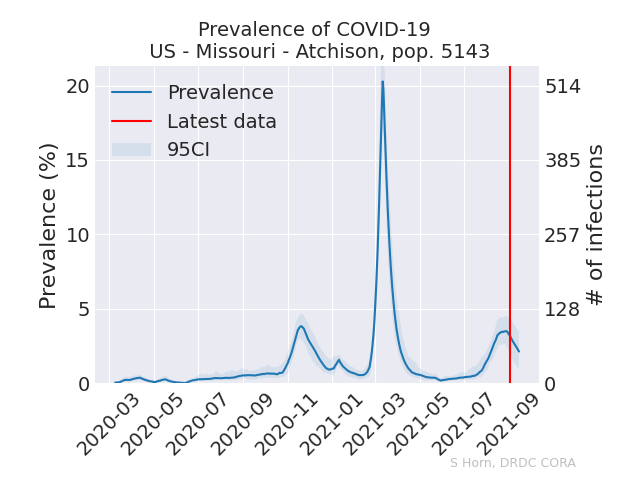 Prevalence of COVID-19
US - Missouri - Atchison, pop. 5143
Prevalence
Latest data
95CI
Prevalence (%)
20
15
10
5
0
# of infections
514
385
257
128
0
2020-03
2020-05
2020-07
2020-09
2020-11
2021-01
2021-03
2021-05
2021-07
2021-09
S Horn, DRDC CORA